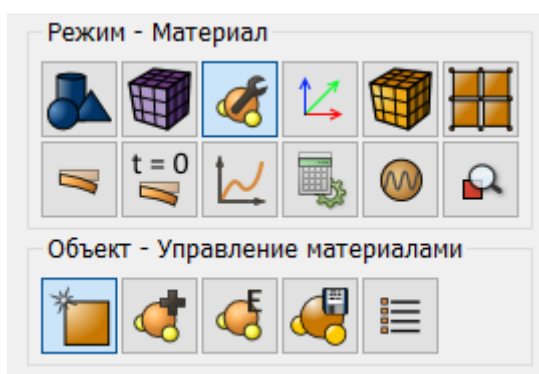 Режим - Материал
t = 0
Объект - Управление материалами
E